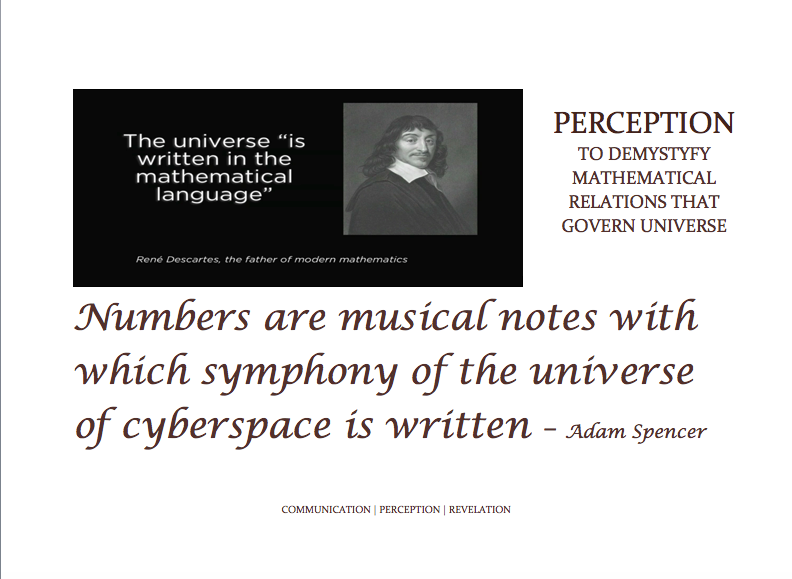 The universe “is
written in the
mathematical
language”
René Descartes, the father of modern mathematics
PERCEPTION
TO DEMYSTYFY
MATHEMATICAL
RELATIONS THAT
GOVERN UNIVERSE
Numbers are musical notes with
which symphony of the universe
of cyberspace is written – Adam Spencer
COMMUNICATION | PERCEPTION | REVELATION